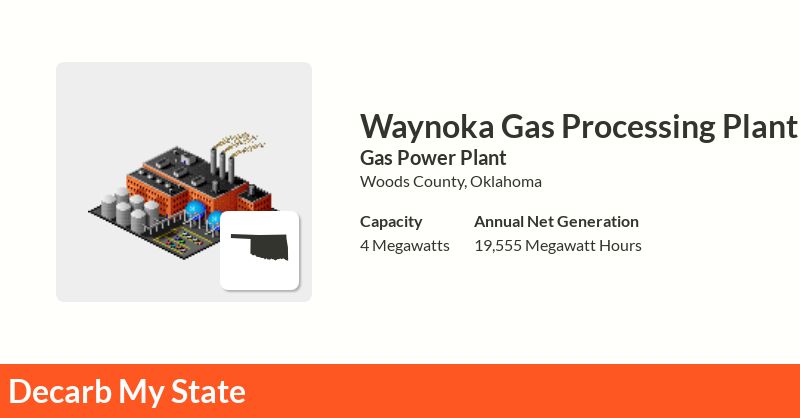 Waynoka Gas Processing Plant
Gas Power Plant
Woods County, Oklahoma
Capacity
4 Megawatts
Annual Net Generation
19,555 Megawatt Hours
Decarb My State